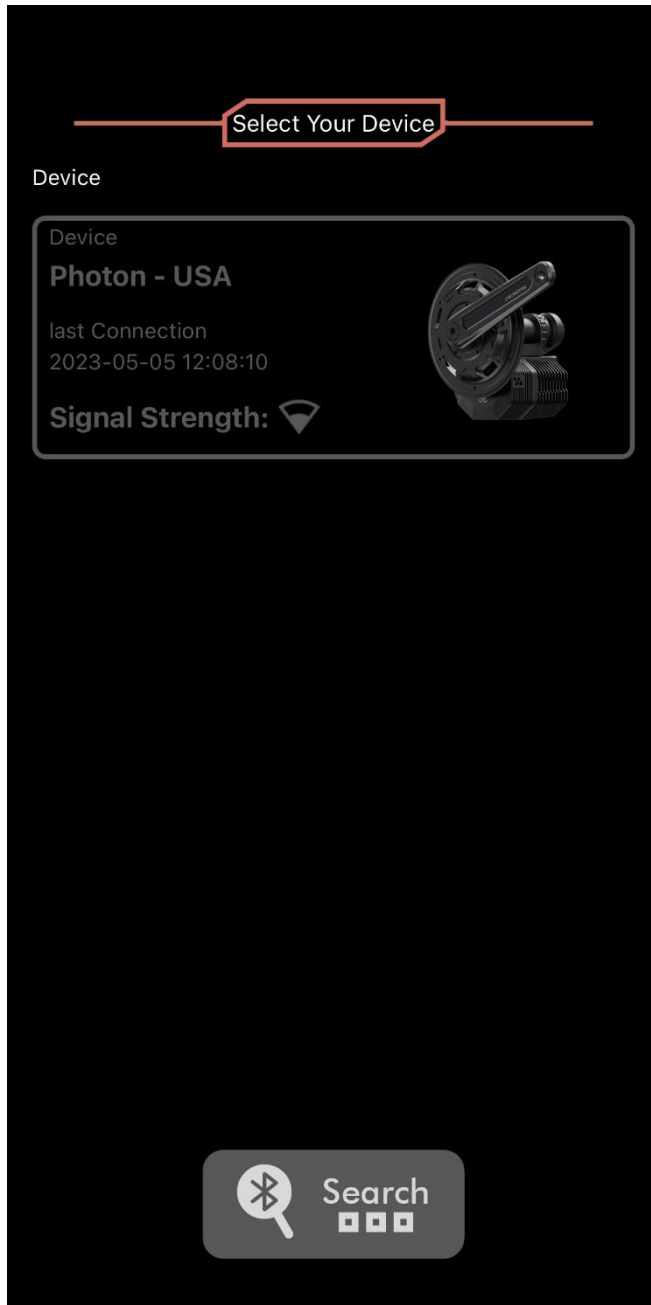 Select Your Device
Device
Device
Photon - USA
last Connection
2023-05-05 12:08:10
Signal Strength:
Search